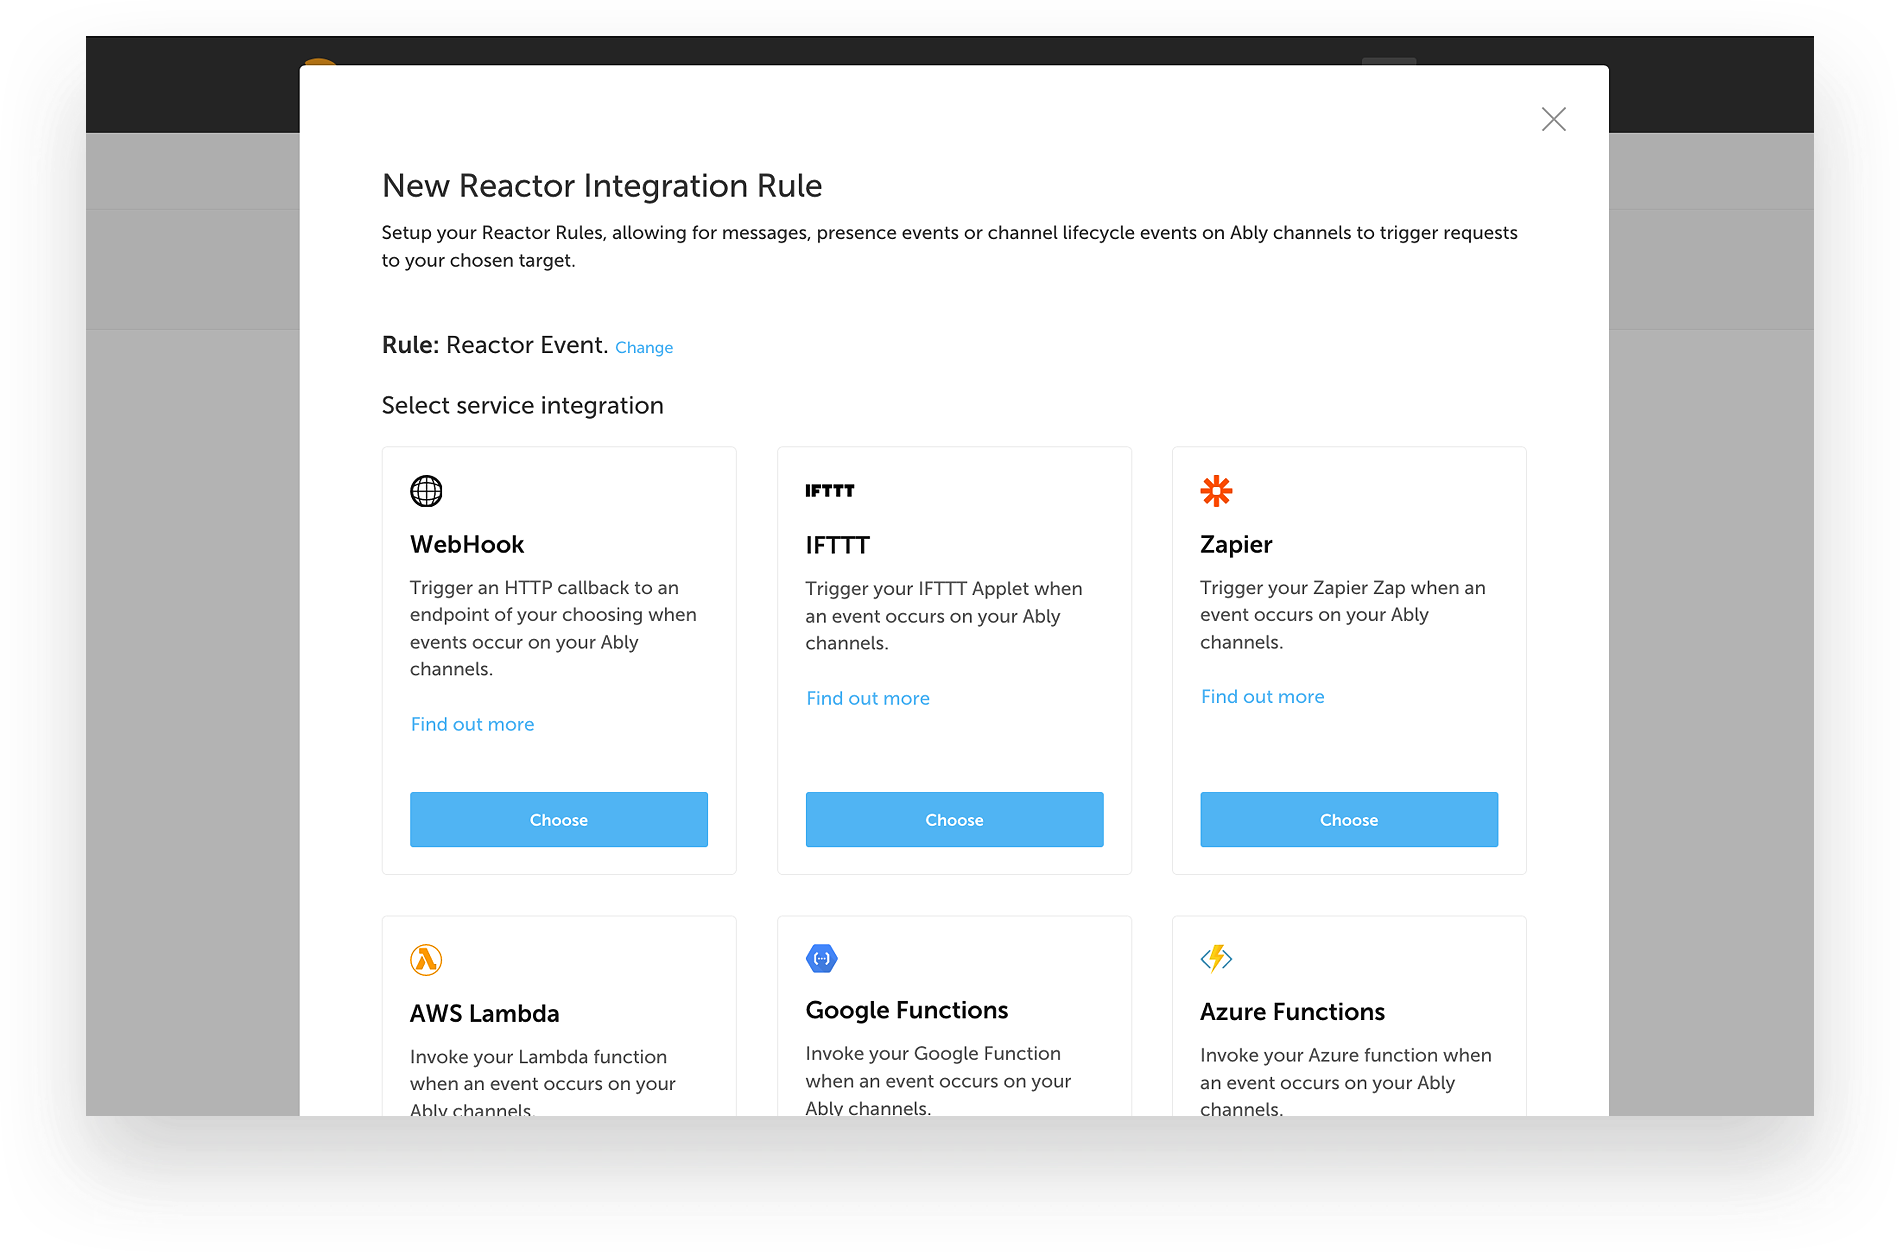 New Reactor Integration Rule
Setup your Reactor Rules, allowing for messages, presence events or channel lifecycle events on Ably channels to trigger requests
to your chosen target.
Rule: Reactor Event. Change
Select service integration
WebHook
Trigger an HTTP callback to an
endpoint of your choosing when
events occur on your Ably
channels.
Find out more
Choose
IFTTT
IFTTT
Trigger your IFTTT Applet when
an event occurs on your Ably
channels.
Find out more
Choose
Zapier
Trigger your Zapier Zap when an
event occurs on your Ably
channels.
Find out more
Choose
AWS Lambda
Invoke your Lambda function
when an event occurs on your
Ably channels.
Google Functions
Invoke your Google Function
when an event occurs on your
Ably channels.
Azure Functions
Invoke your Azure function when
an event occurs on your Ably
channels.